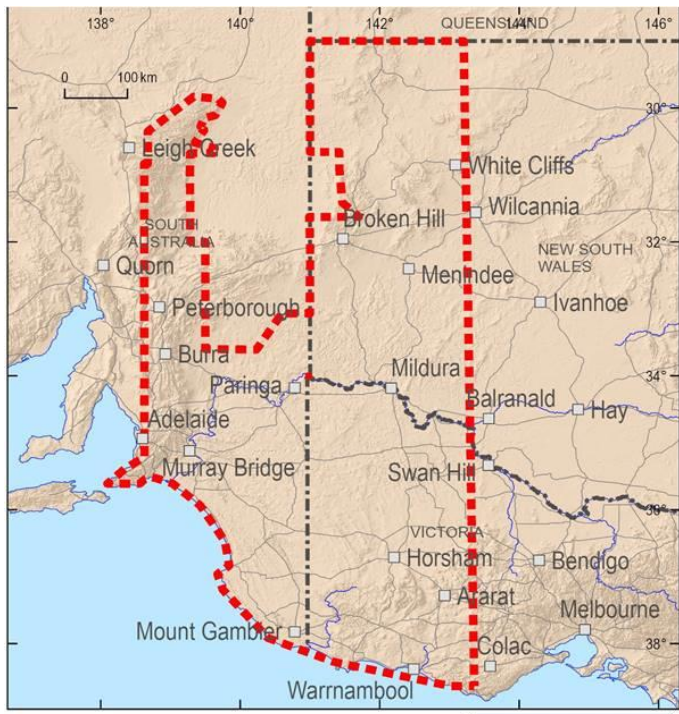 138°
140°
142°
144°
146°
QUEENSLAND
0 100 km
30°
Leigh Creek
White Cliffs
Wilcannia
Broken Hill
SOUTH
AUSTRALIA
32°
NEW SOUTH
WALES
Quorn
Menindee
Peterborough
Ivanhoe
Burra
Mildura
34°
Paringa
Balranald
Hay
Adelaide
Murray Bridge
Swan Hill
36°
VICTORIA
Horsham
Bendigo
Ararat
Melbourne
Mount Gambier
38°
Colac
Warrnambool